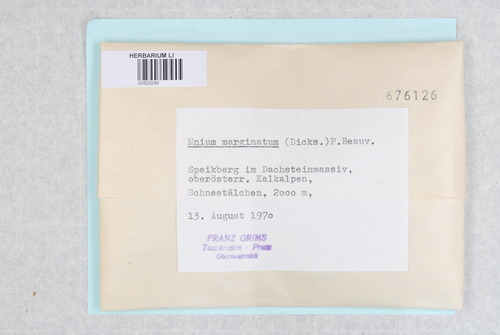 HERBARIUM LI
676126
Mnium marginatum (Dicks.)P.Beauv.
Speikberg im Dachsteinmassiv,
oberösterr. Kalkalpen,
Schneetälchen, 2000 m,
13. August 1970
FRANZ GRIMS
Taufkirchen - Pram
Oberösterreich